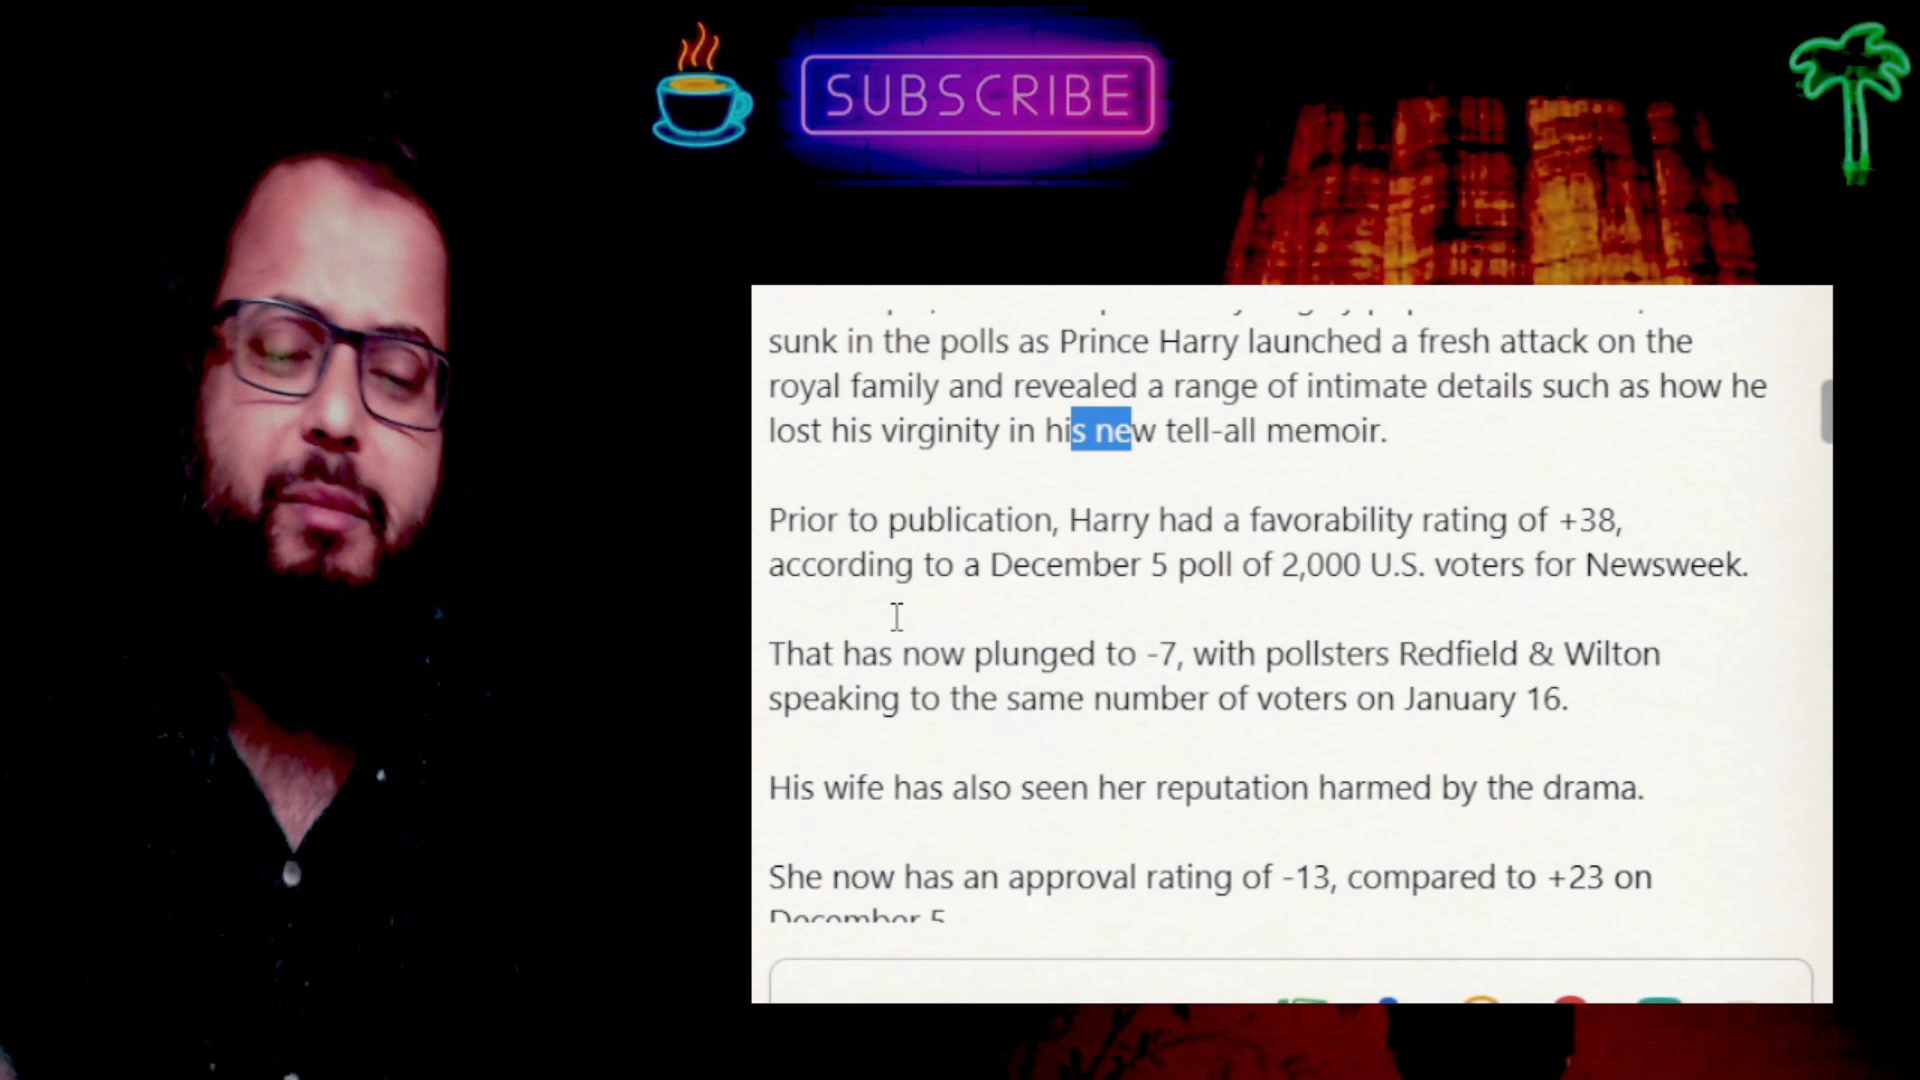 SUBSCRIBE
sunk in the polls as Prince Harry launched a fresh attack on the
royal family and revealed a range of intimate details such as how he
lost his virginity in his new tell-all memoir.
Prior to publication, Harry had a favorability rating of +38,
according to a December 5 poll of 2,000 U.S. voters for Newsweek.
That has now plunged to -7, with pollsters Redfield & Wilton
speaking to the same number of voters on January 16.
His wife has also seen her reputation harmed by the drama.
She now has an approval rating of -13, compared to +23 on
December 5